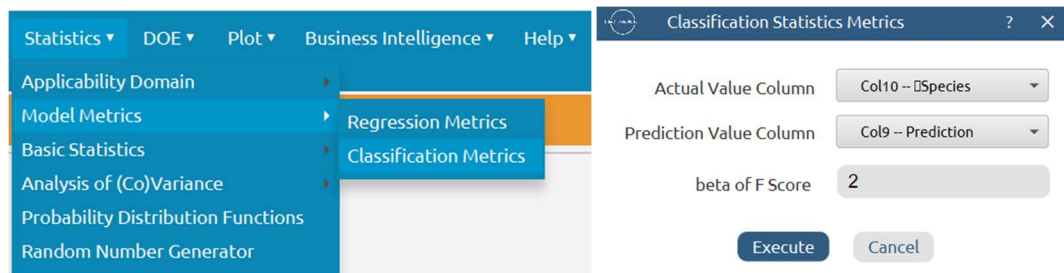 Statistics ▾ DOE ▾ Plot ▾ Business Intelligence ▾ Help ▾
Applicability Domain
Model Metrics
Regression Metrics
Basic Statistics
Classification Metrics
Analysis of (Co)Variance
Probability Distribution Functions
Random Number Generator
Classification Statistics Metrics ? X
Actual Value Column Col10 -- ▯Species
Prediction Value Column Col9 -- Prediction
beta of F Score 2
Execute Cancel